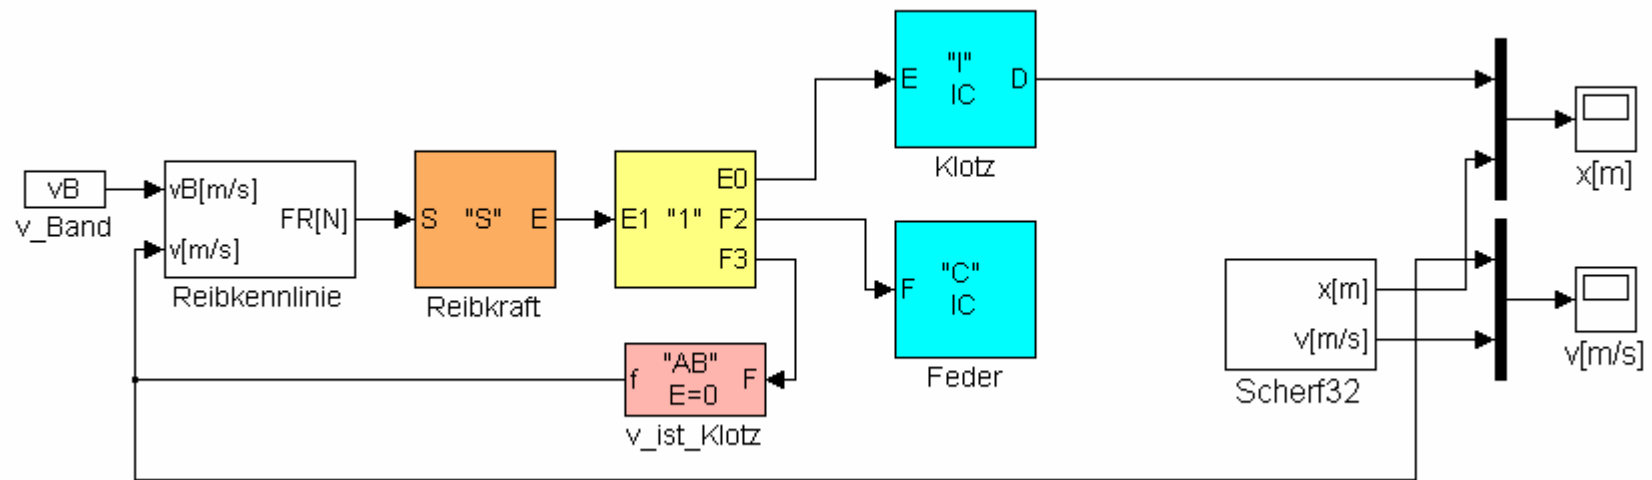 "I"
E IC D
Klotz
x[m]
vB
v_Band
vB[m/s]
FR[N]
v[m/s]
Reibkennlinie
S "S" E
Reibkraft
E0
E1 "1" F2
F3
"C"
F IC
Feder
"AB"
f F
E=0
v_ist_Klotz
x[m]
v[m/s]
Scherf32
v[m/s]